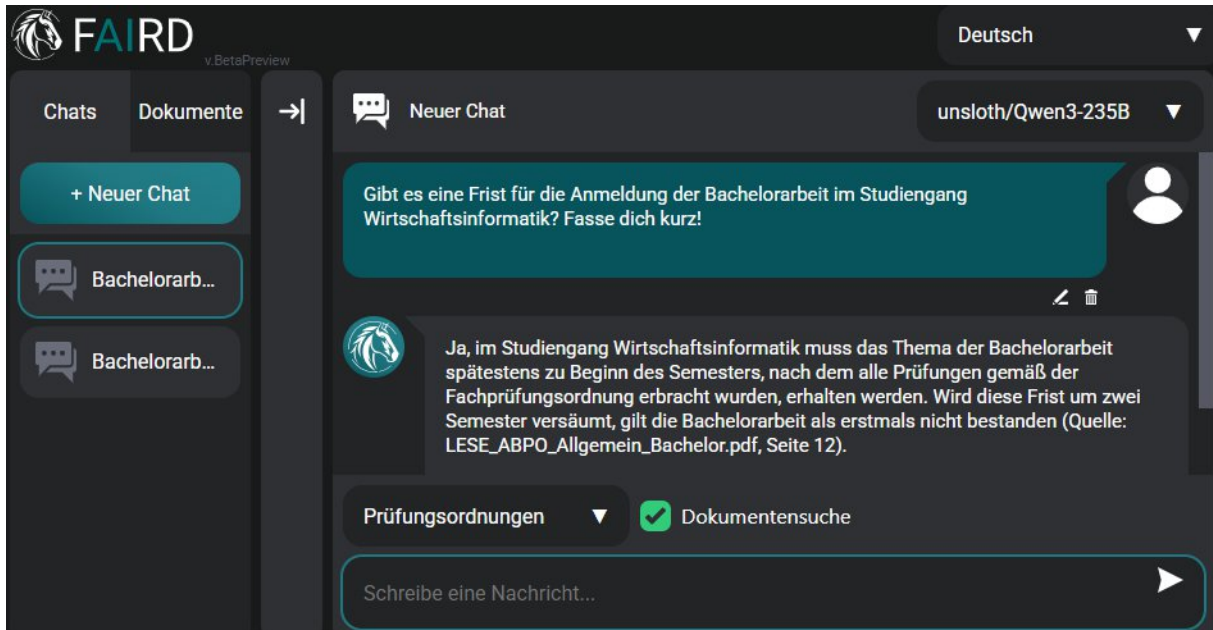 FAIRD
v.BetaPreview
Deutsch
Chats
Dokumente
Neuer Chat
unsloth/Qwen3-235B
+ Neuer Chat
Bachelorarb...
Bachelorarb...
Gibt es eine Frist für die Anmeldung der Bachelorarbeit im Studiengang
Wirtschaftsinformatik? Fasse dich kurz!
Ja, im Studiengang Wirtschaftsinformatik muss das Thema der Bachelorarbeit
spätestens zu Beginn des Semesters, nach dem alle Prüfungen gemäß der
Fachprüfungsordnung erbracht wurden, erhalten werden. Wird diese Frist um zwei
Semester versäumt, gilt die Bachelorarbeit als erstmals nicht bestanden (Quelle:
LESE_ABPO_Allgemein_Bachelor.pdf, Seite 12).
Prüfungsordnungen
Dokumentensuche
Schreibe eine Nachricht...